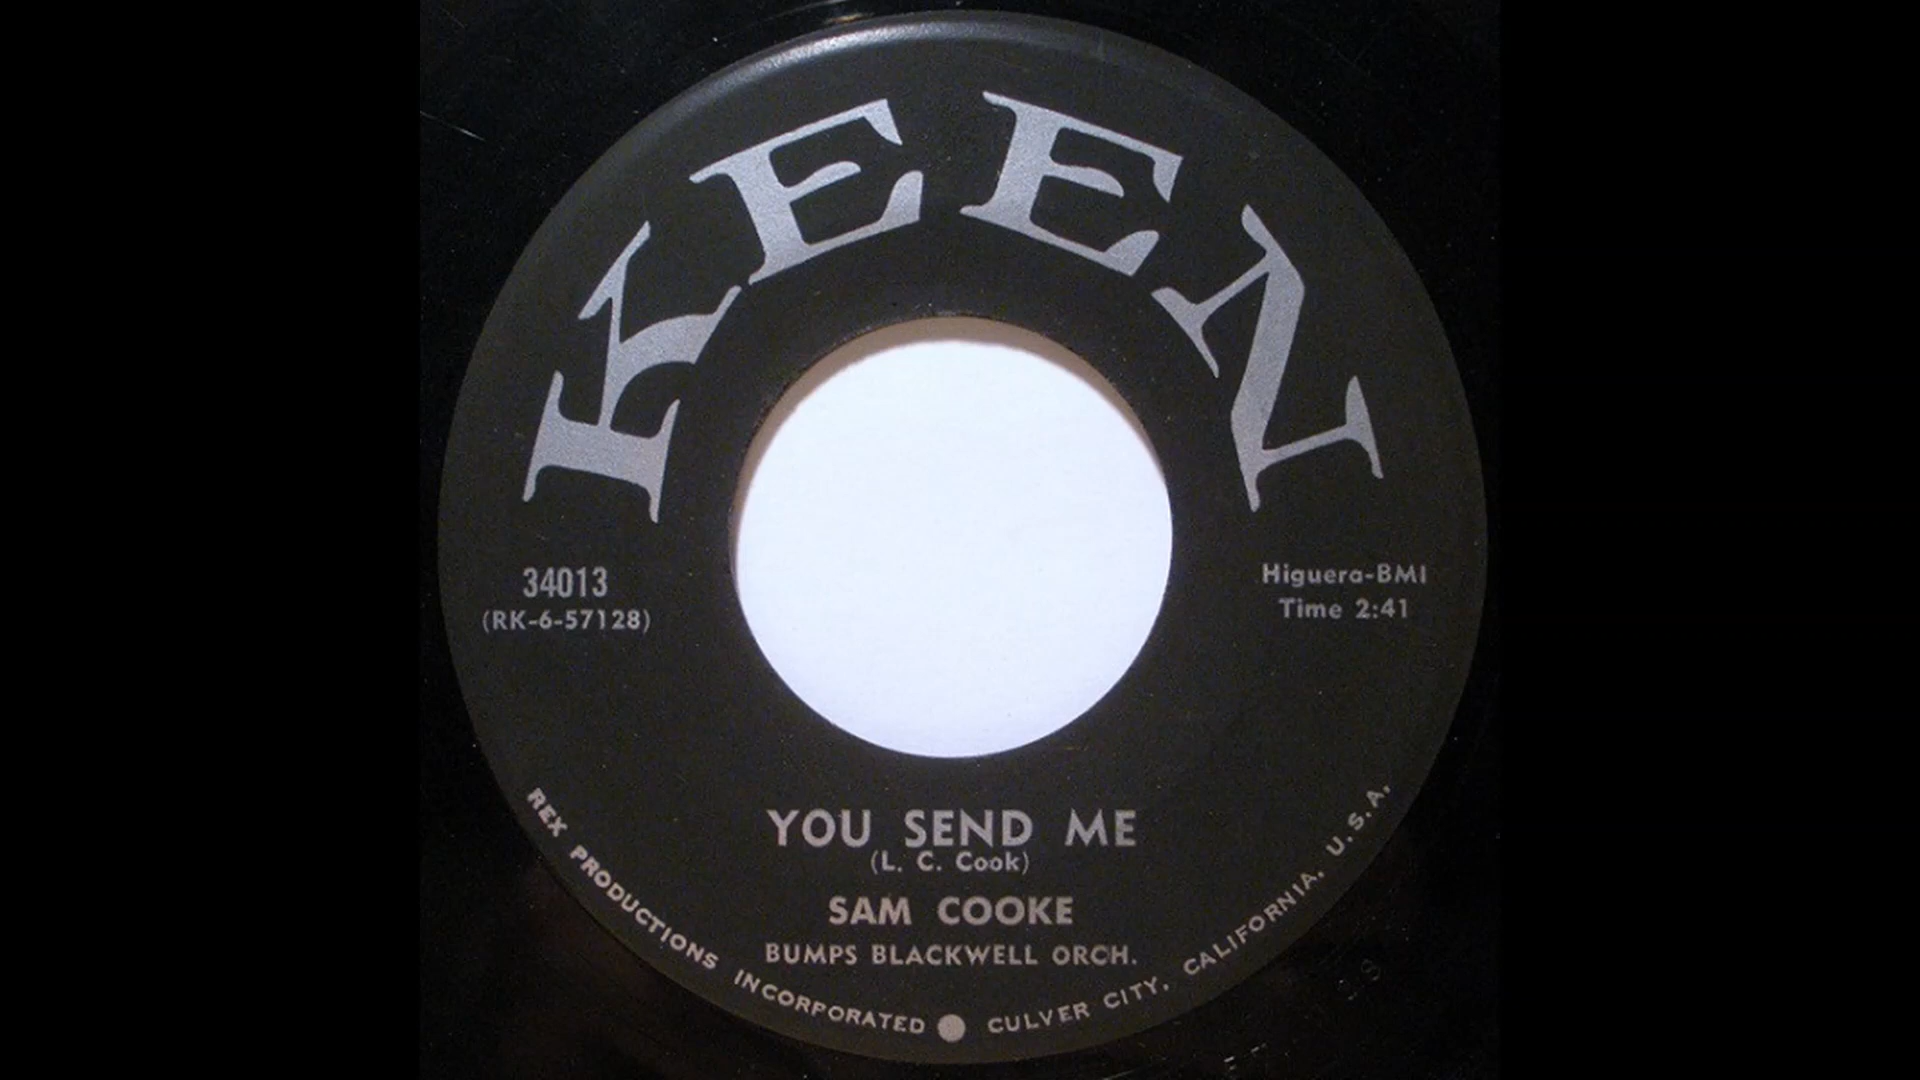 KEEN
34013
(RK-6-57128)
Higuera-BMI
Time 2:41
YOU SEND ME
(L. C. Cook)
SAM COOKE
BUMPS BLACKWELL ORCH.
REX PRODUCTIONS INCORPORATED ● CULVER CITY, CALIFORNIA, U.S.A.